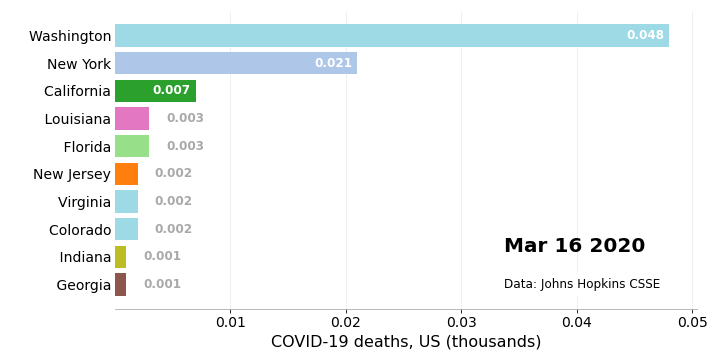 Washington 0.048
New York 0.021
California 0.007
Louisiana 0.003
Florida 0.003
New Jersey 0.002
Virginia 0.002
Colorado 0.002
Indiana 0.001
Georgia 0.001
Mar 16 2020
Data: Johns Hopkins CSSE
0.01 0.02 0.03 0.04 0.05
COVID-19 deaths, US (thousands)